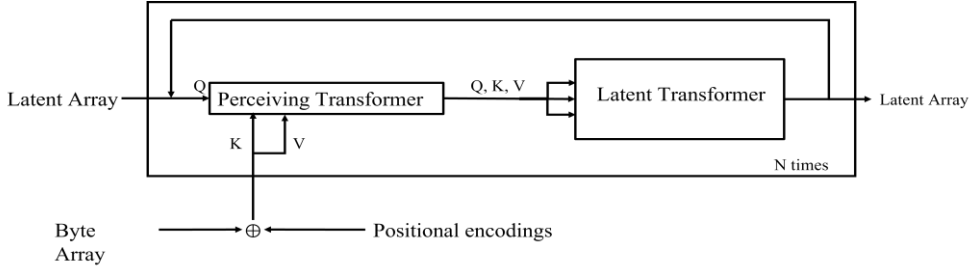 Latent Array
Q
Perceiving Transformer
Q, K, V
Latent Transformer
Latent Array
K
V
N times
Byte
Array
Positional encodings